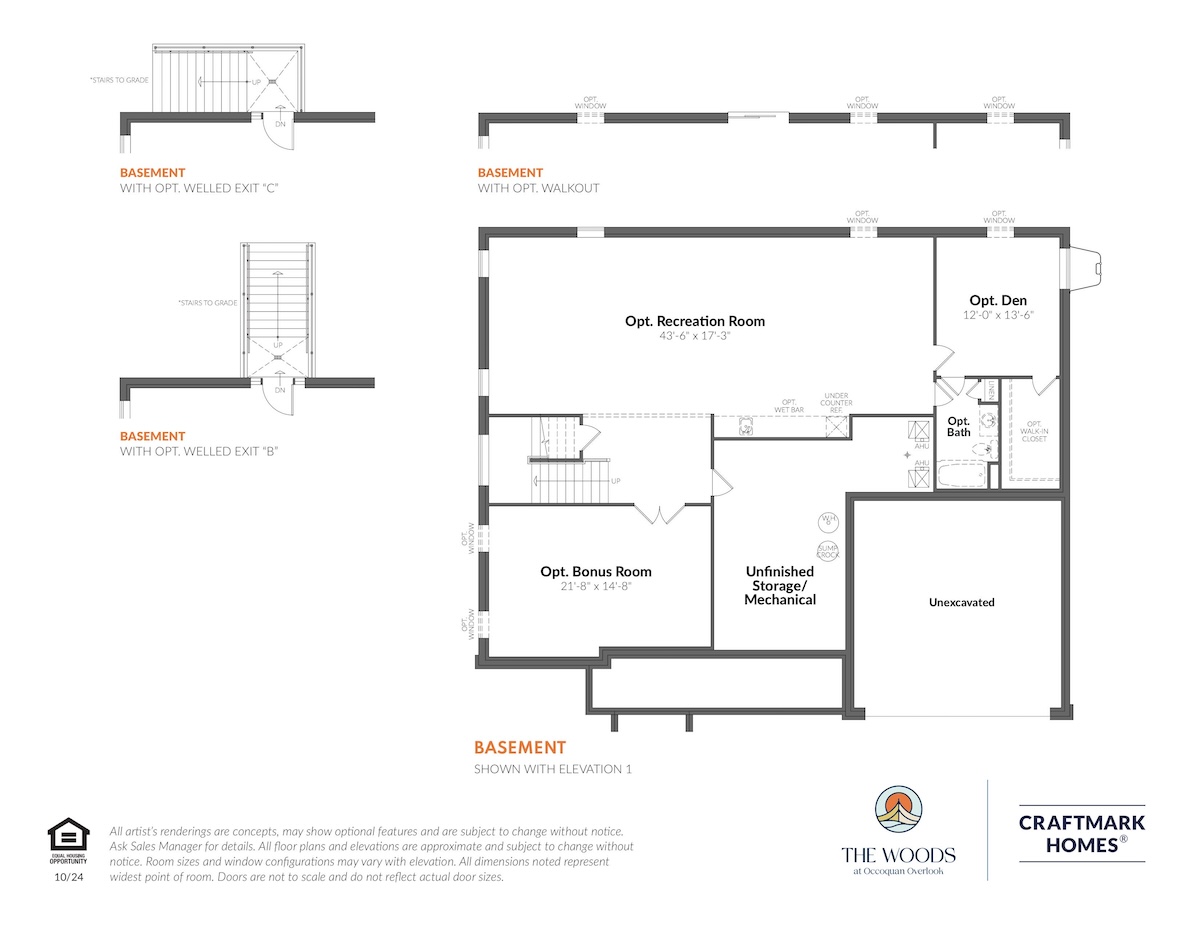 *STAIRS TO GRADE
UP
DN
BASEMENT
WITH OPT. WELLED EXIT “C”
OPT.
WINDOW
OPT.
WINDOW
OPT.
WINDOW
BASEMENT
WITH OPT. WALKOUT
*STAIRS TO GRADE
UP
DN
BASEMENT
WITH OPT. WELLED EXIT “B”
OPT.
WINDOW
OPT.
WINDOW
Opt. Recreation Room
43'-6" x 17'-3"
Opt. Den
12'-0" x 13'-6"
OPT.
WET BAR
UNDER
COUNTER
REF.
LINEN
Opt.
Bath
OPT.
WALK-IN
CLOSET
AHU
AHU
UP
OPT.
WINDOW
OPT.
WINDOW
W.H.
8"
SUMP
CROCK
Opt. Bonus Room
21'-8" x 14'-8"
Unfinished
Storage/
Mechanical
Unexcavated
BASEMENT
SHOWN WITH ELEVATION 1
EQUAL HOUSING
OPPORTUNITY
10/24
All artist’s renderings are concepts, may show optional features and are subject to change without notice.
Ask Sales Manager for details. All floor plans and elevations are approximate and subject to change without
notice. Room sizes and window configurations may vary with elevation. All dimensions noted represent
widest point of room. Doors are not to scale and do not reflect actual door sizes.
THE WOODS
at Occoquan Overlook
CRAFTMARK
HOMES®